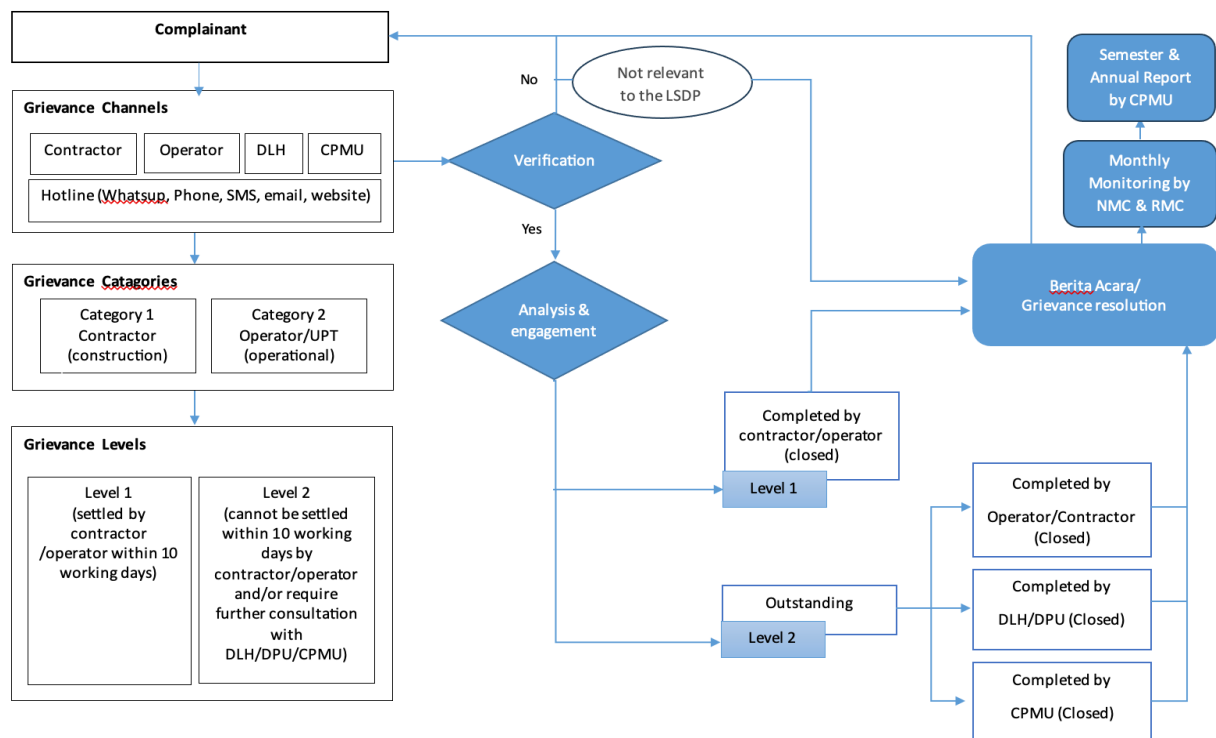 Complainant
Grievance Channels
Contractor
Operator
DLH
CPMU
Hotline (Whatsup, Phone, SMS, email, website)
Grievance Catagories
Category 1
Contractor
(construction)
Category 2
Operator/UPT
(operational)
Grievance Levels
Level 1
(settled by
contractor
/operator within 10
working days)
Level 2
(cannot be settled
within 10 working
days by
contractor/operator
and/or require
further consultation
with
DLH/DPU/CPMU)
No
Not relevant
to the LSDP
Verification
Yes
Analysis &
engagement
Completed by
contractor/operator
(closed)
Level 1
Outstanding
Level 2
Semester &
Annual Report
by CPMU
Monthly
Monitoring by
NMC & RMC
Berita Acara/
Grievance resolution
Completed by
Operator/Contractor
(Closed)
Completed by
DLH/DPU (Closed)
Completed by
CPMU (Closed)